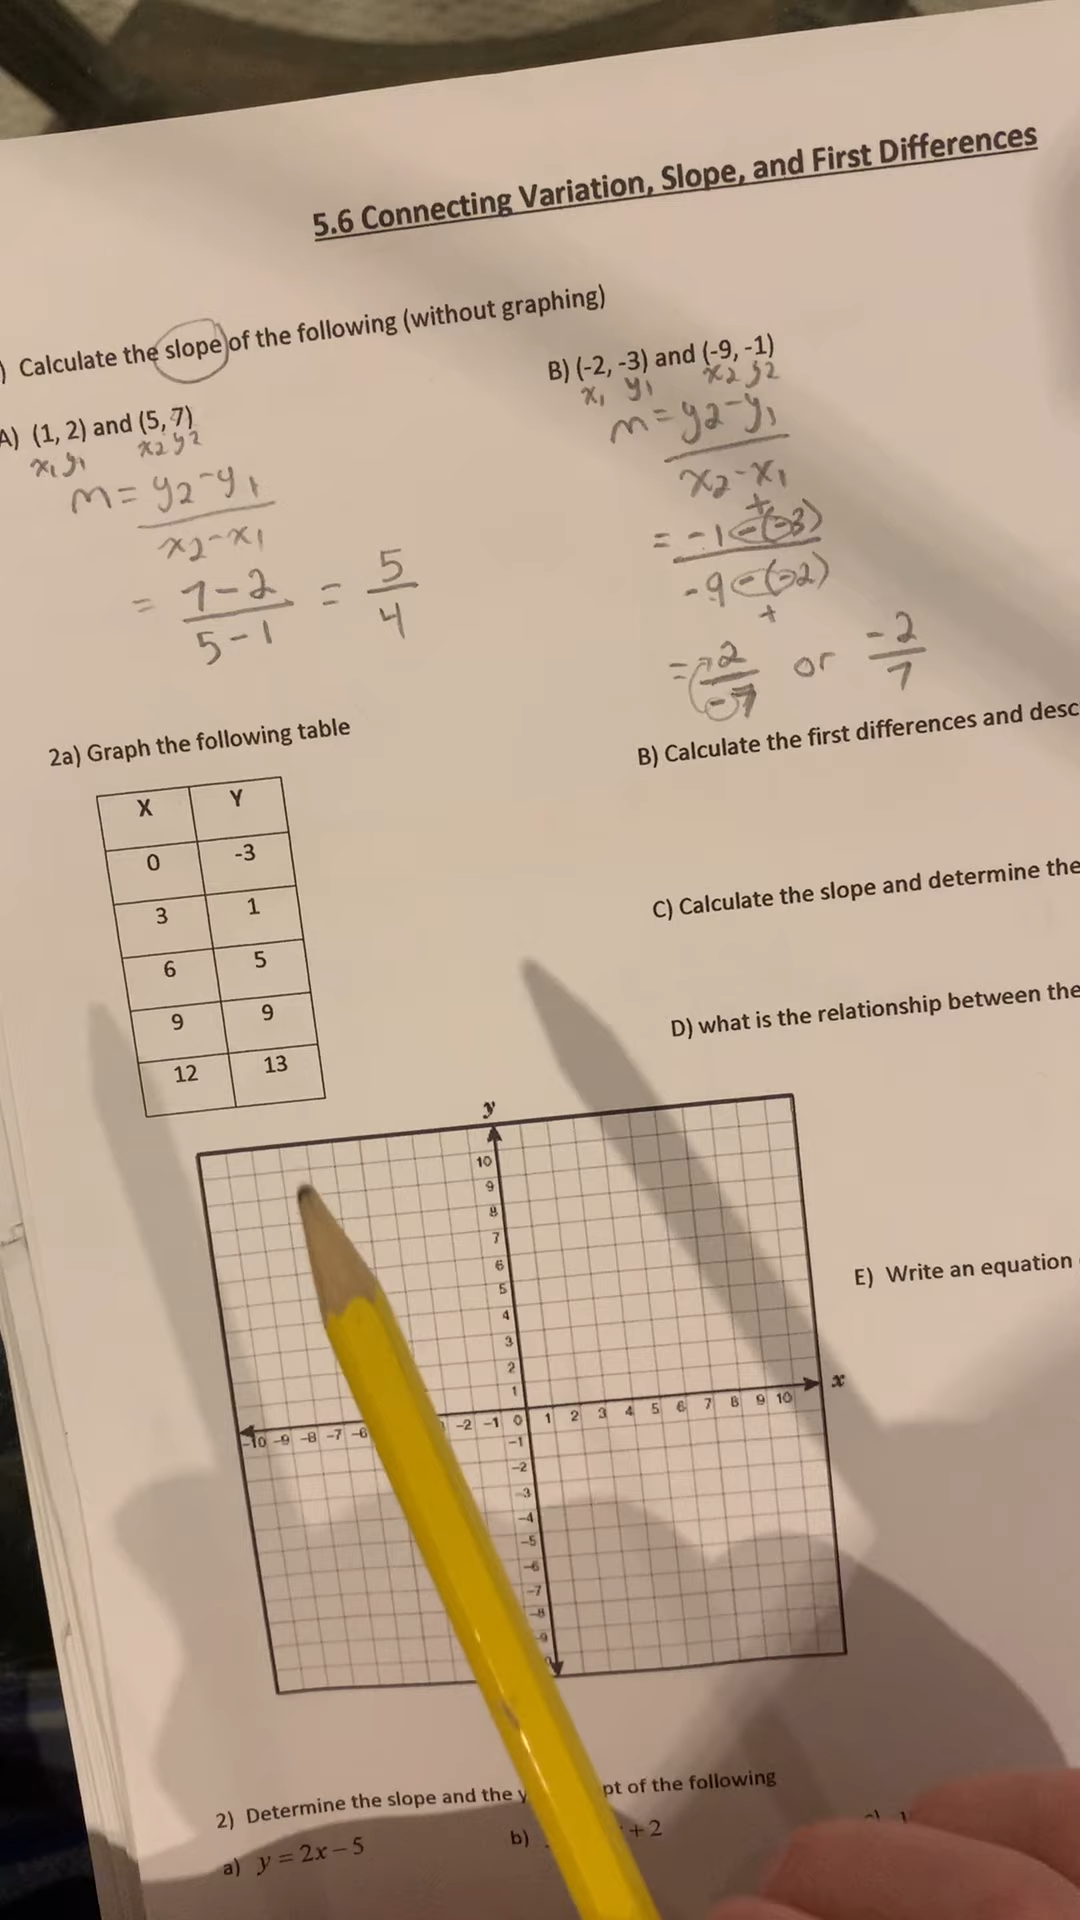 5.6 Connecting Variation, Slope, and First Differences
) Calculate the slope of the following (without graphing)
A) (1, 2) and (5, 7)
x₁ y₁ x₂ y₂
m = y₂-y₁
x₂-x₁
= 7-2 = 5
5-1 4
B) (-2, -3) and (-9, -1)
x₁ y₁ x₂ y₂
m = y₂-y₁
x₂-x₁
+
= -1-(-3)
-9-(-2)
+
= 2 or -2
-7 7
2a) Graph the following table
X Y
0 -3
3 1
6 5
9 9
12 13
B) Calculate the first differences and desc
C) Calculate the slope and determine the
D) what is the relationship between the
y
10
9
8
7
6
5
4
3
2
1
x
-10 -9 -8 -7 -6 -2 -1 0 1 2 3 4 5 6 7 8 9 10
-1
-2
-3
-4
-5
-6
-7
-8
-9
E) Write an equation
2) Determine the slope and the y pt of the following
a) y = 2x – 5
b) + 2